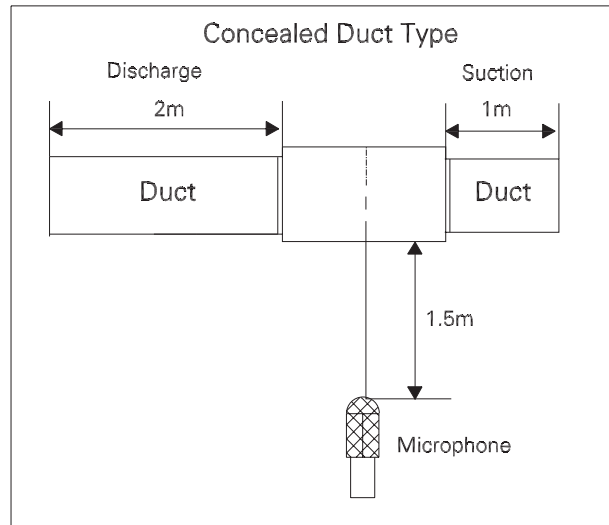 Concealed Duct Type
Discharge
Suction
2m
1m
Duct
Duct
1.5m
Microphone